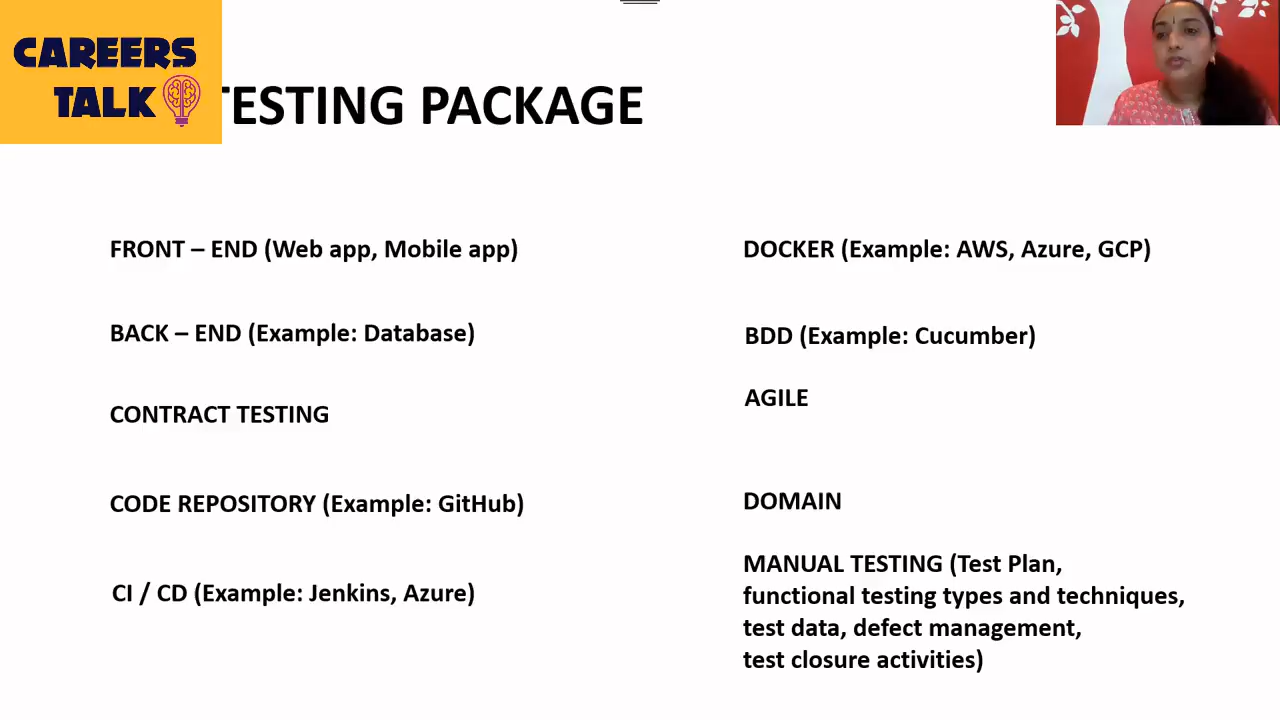 CAREERS
TALK
TESTING PACKAGE
FRONT – END (Web app, Mobile app)
BACK – END (Example: Database)
CONTRACT TESTING
CODE REPOSITORY (Example: GitHub)
CI / CD (Example: Jenkins, Azure)
DOCKER (Example: AWS, Azure, GCP)
BDD (Example: Cucumber)
AGILE
DOMAIN
MANUAL TESTING (Test Plan,
functional testing types and techniques,
test data, defect management,
test closure activities)